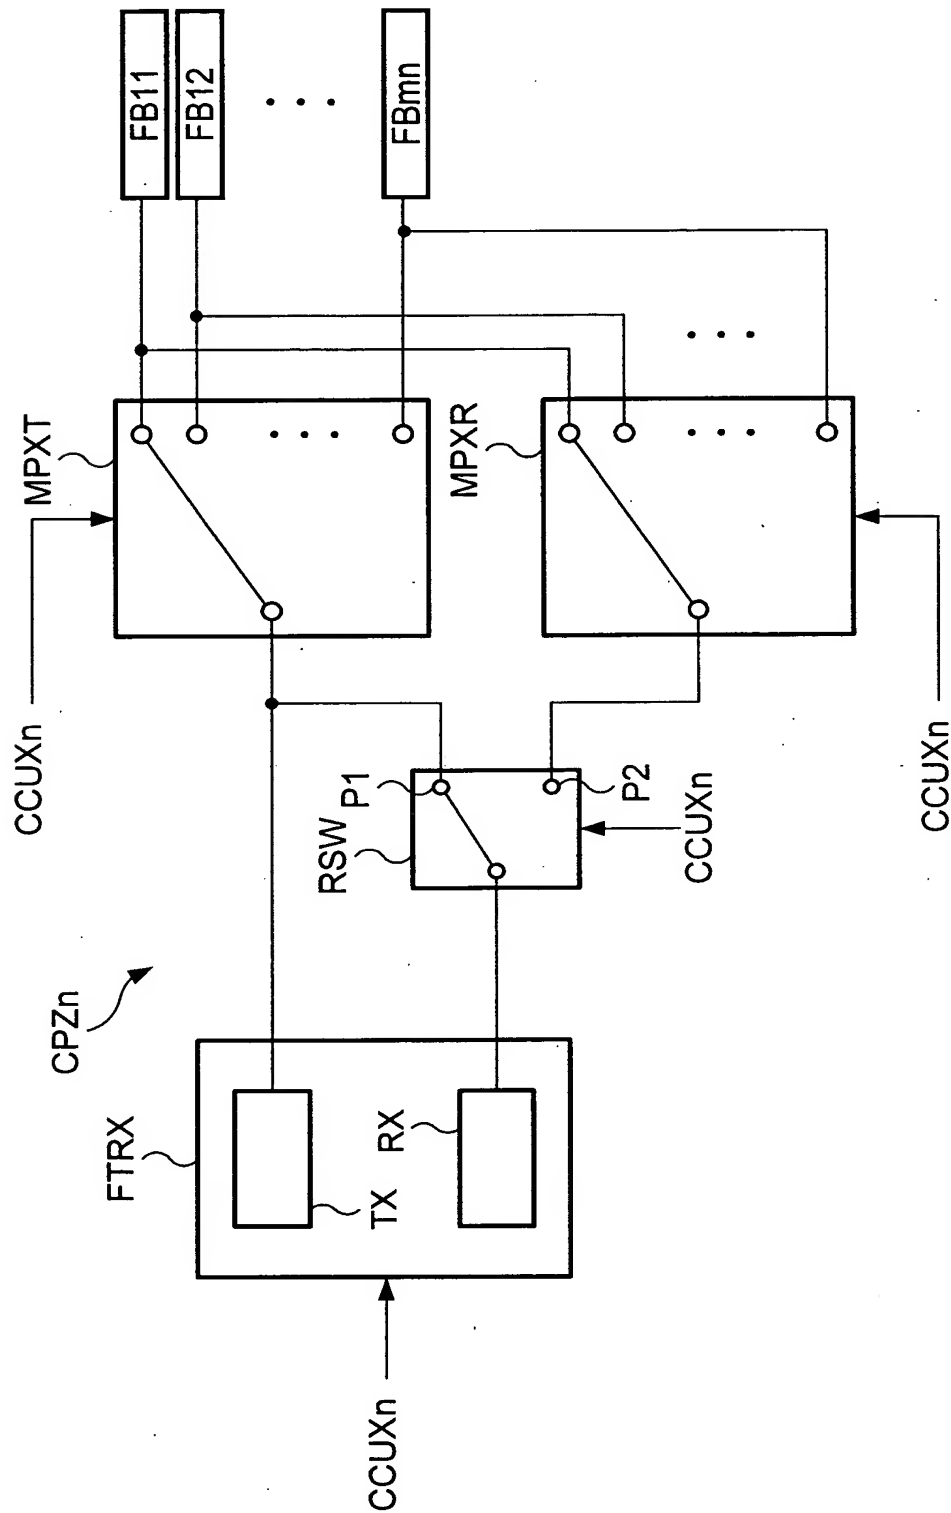 FB11
FB12
. . .
FBmn
MPXT
. . .
CCUXn
MPXR
. . .
. . .
CCUXn
P1
P2
RSW
CCUXn
CPZn
FTRX
TX
RX
CCUXn